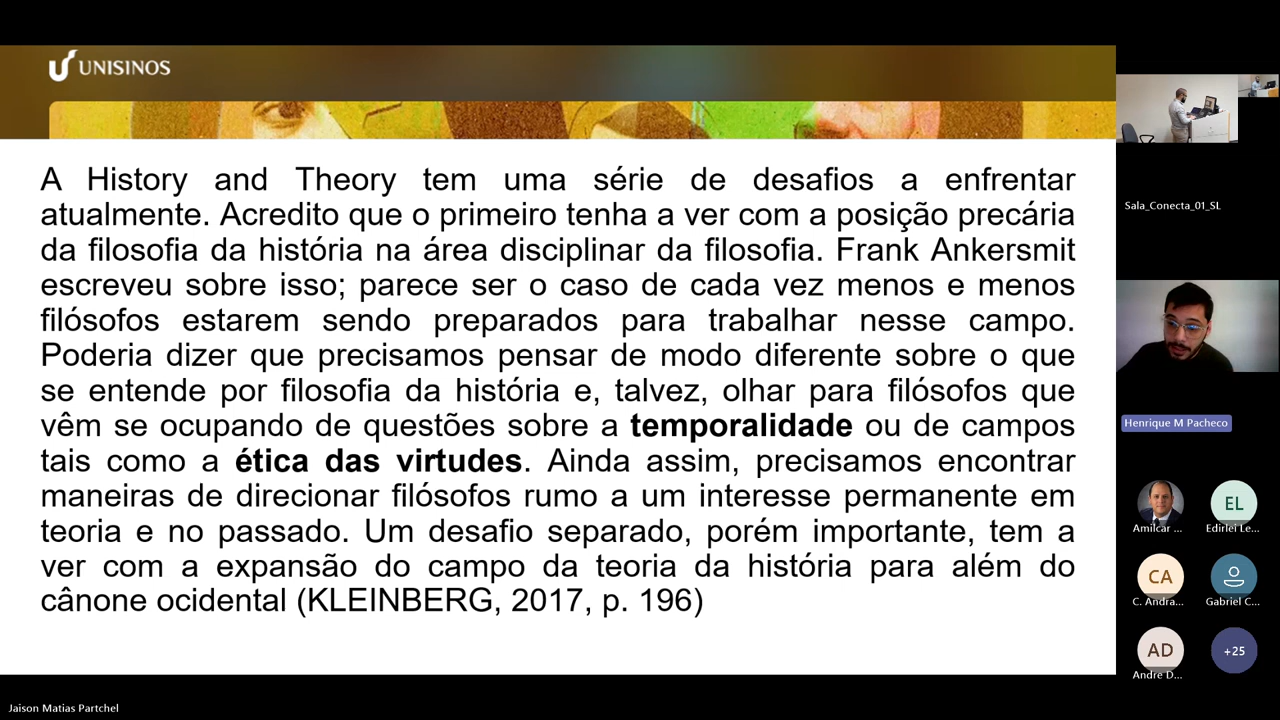 UNISINOS
A History and Theory tem uma série de desafios a enfrentar
atualmente. Acredito que o primeiro tenha a ver com a posição precária
da filosofia da história na área disciplinar da filosofia. Frank Ankersmit
escreveu sobre isso; parece ser o caso de cada vez menos e menos
filósofos estarem sendo preparados para trabalhar nesse campo.
Poderia dizer que precisamos pensar de modo diferente sobre o que
se entende por filosofia da história e, talvez, olhar para filósofos que
vêm se ocupando de questões sobre a temporalidade ou de campos
tais como a ética das virtudes. Ainda assim, precisamos encontrar
maneiras de direcionar filósofos rumo a um interesse permanente em
teoria e no passado. Um desafio separado, porém importante, tem a
ver com a expansão do campo da teoria da história para além do
cânone ocidental (KLEINBERG, 2017, p. 196)
Sala_Conecta_01_SL
Henrique M Pacheco
EL
Amilcar ...
Edirlei Le...
CA
C. Andra...
Gabriel C...
AD
+25
Andre D...
Jaison Matias Partchel